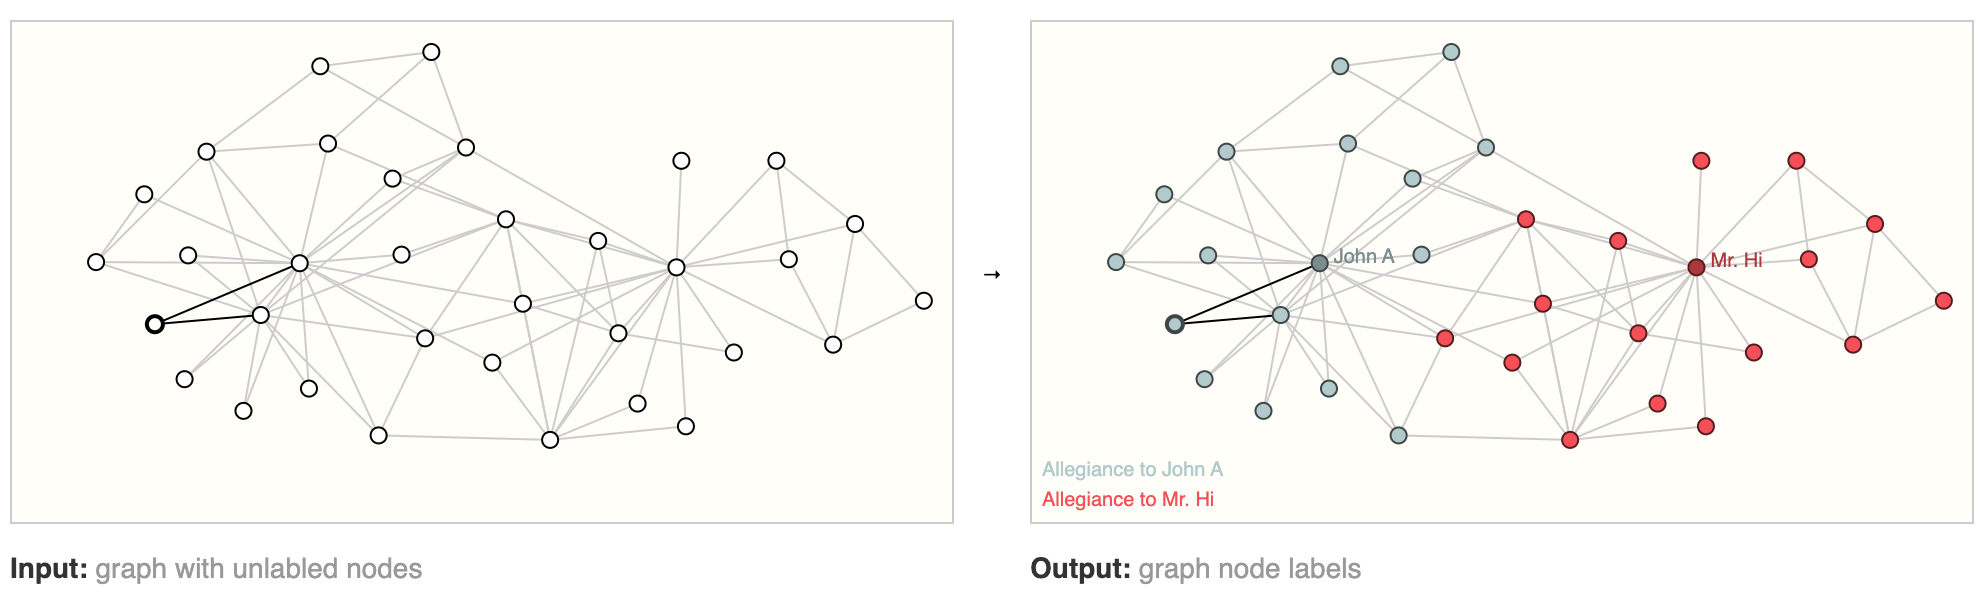 John A
Mr. Hi
Allegiance to John A
Allegiance to Mr. Hi
Input: graph with unlabled nodes
→
Output: graph node labels